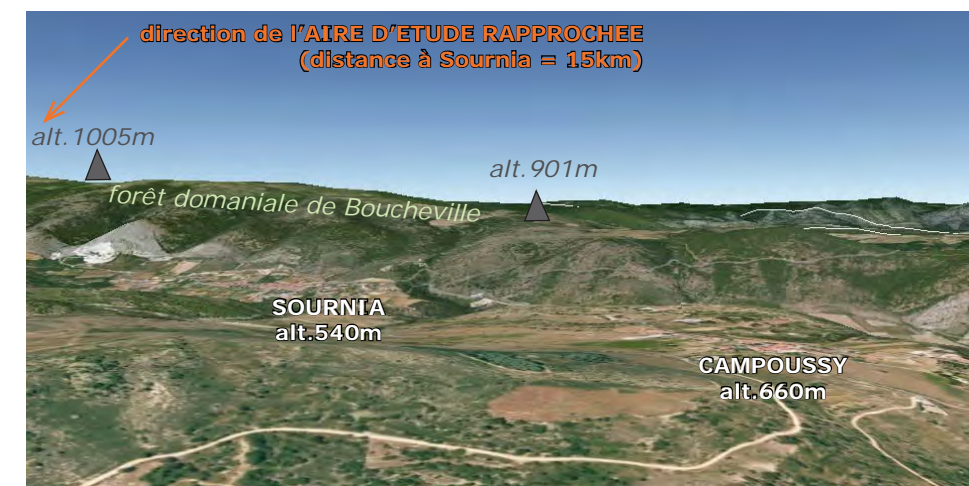 direction de l'AIRE D'ETUDE RAPPROCHEE
(distance à Sournia = 15km)
alt.1005m
alt.901m
forêt domaniale de Boucheville
SOURNIA
alt.540m
CAMPOUSSY
alt.660m